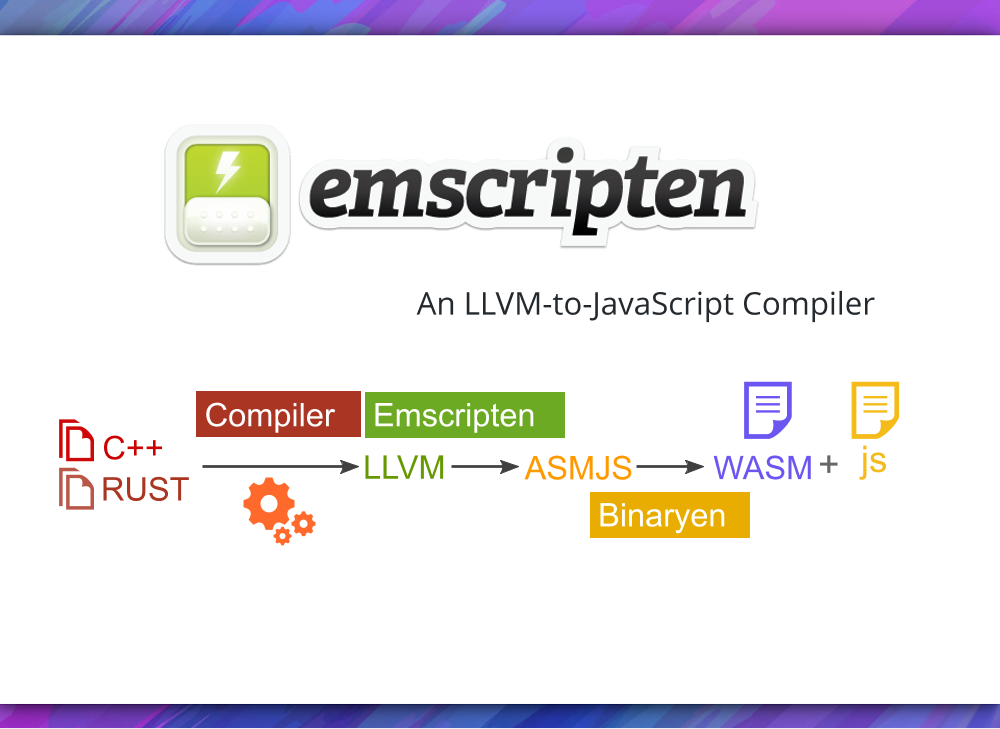 emscripten
An LLVM-to-JavaScript Compiler
Compiler
Emscripten
C++
RUST
LLVM
ASMJS
WASM + js
Binaryen